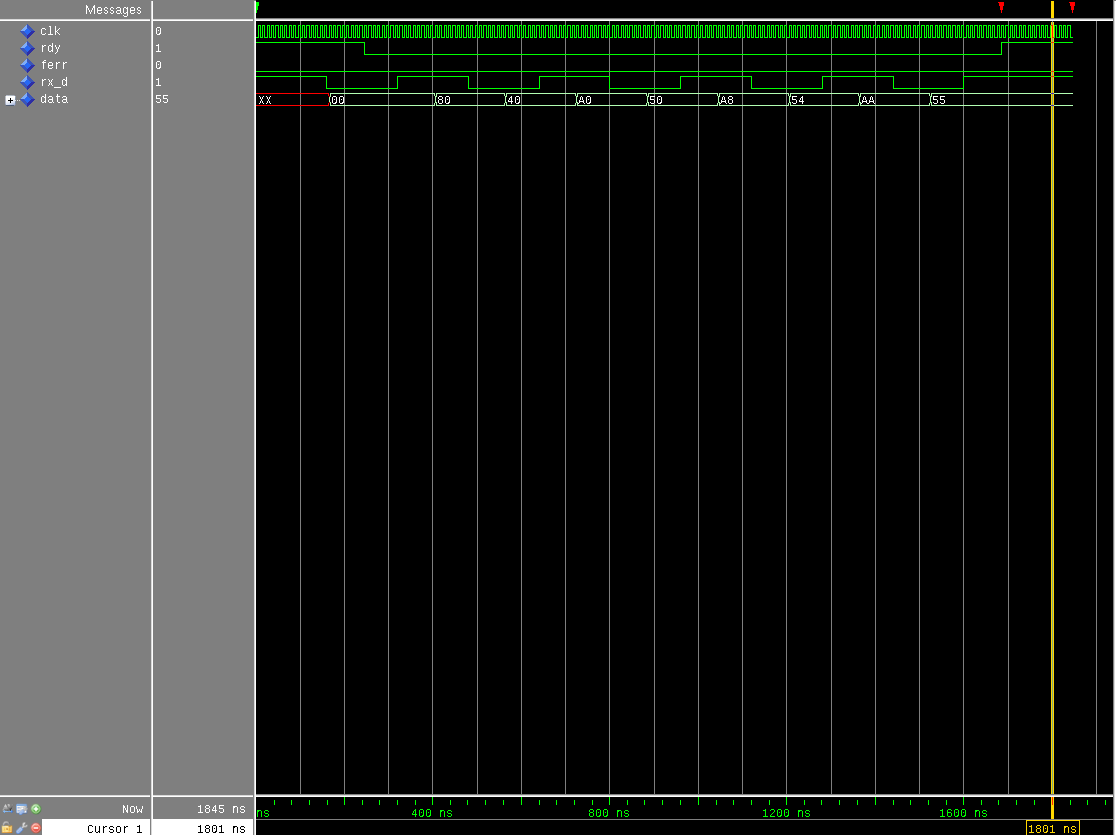 Messages
clk 0
rdy 1
ferr 0
rx_d 1
data 55 XX 00 80 40 A0 50 A8 54 AA 55
Now 1845 ns ns 400 ns 800 ns 1200 ns 1600 ns
Cursor 1 1801 ns 1801 ns